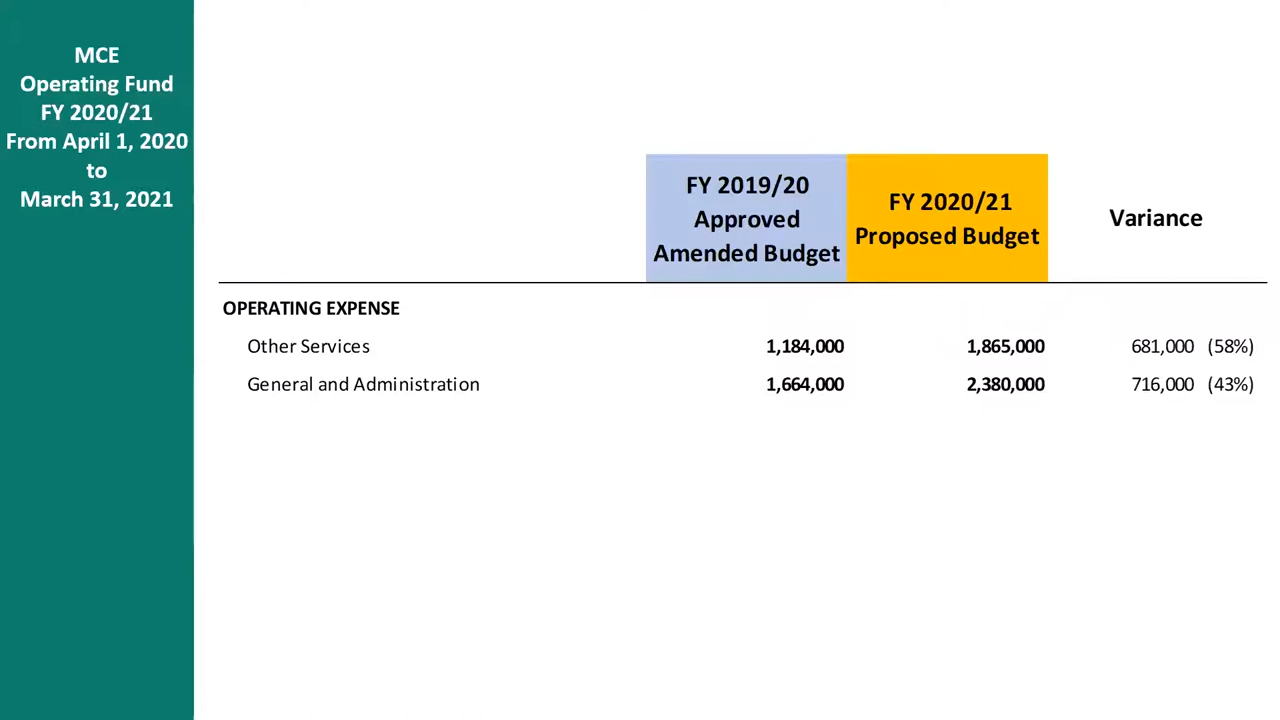 MCE
Operating Fund
FY 2020/21
From April 1, 2020
to
March 31, 2021
FY 2019/20
Approved
Amended Budget
FY 2020/21
Proposed Budget
Variance
OPERATING EXPENSE
Other Services 1,184,000 1,865,000 681,000 (58%)
General and Administration 1,664,000 2,380,000 716,000 (43%)